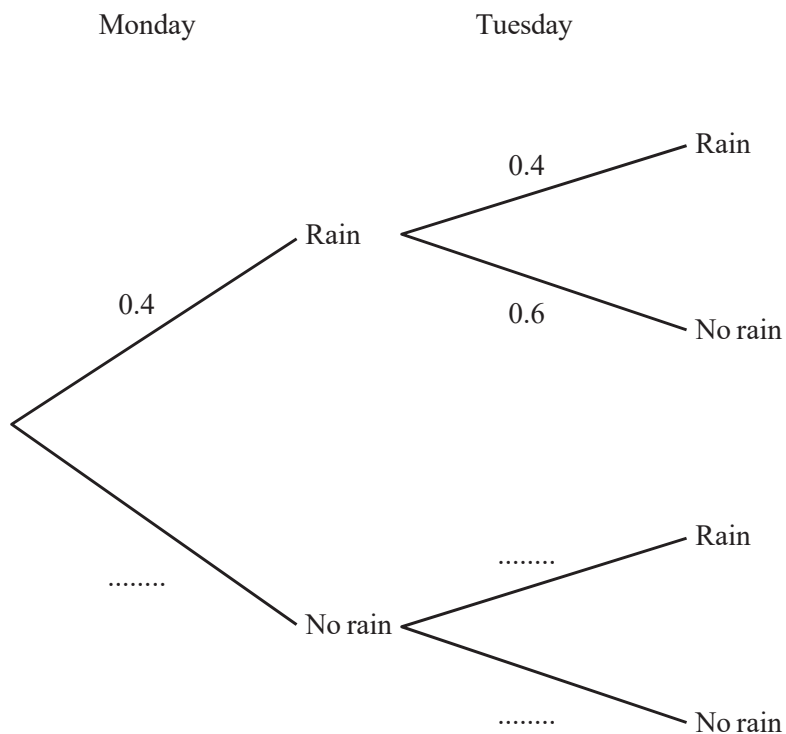 Monday Tuesday
Rain
0.4
Rain
0.4
0.6
No rain
Rain
........
........
No rain
........
No rain